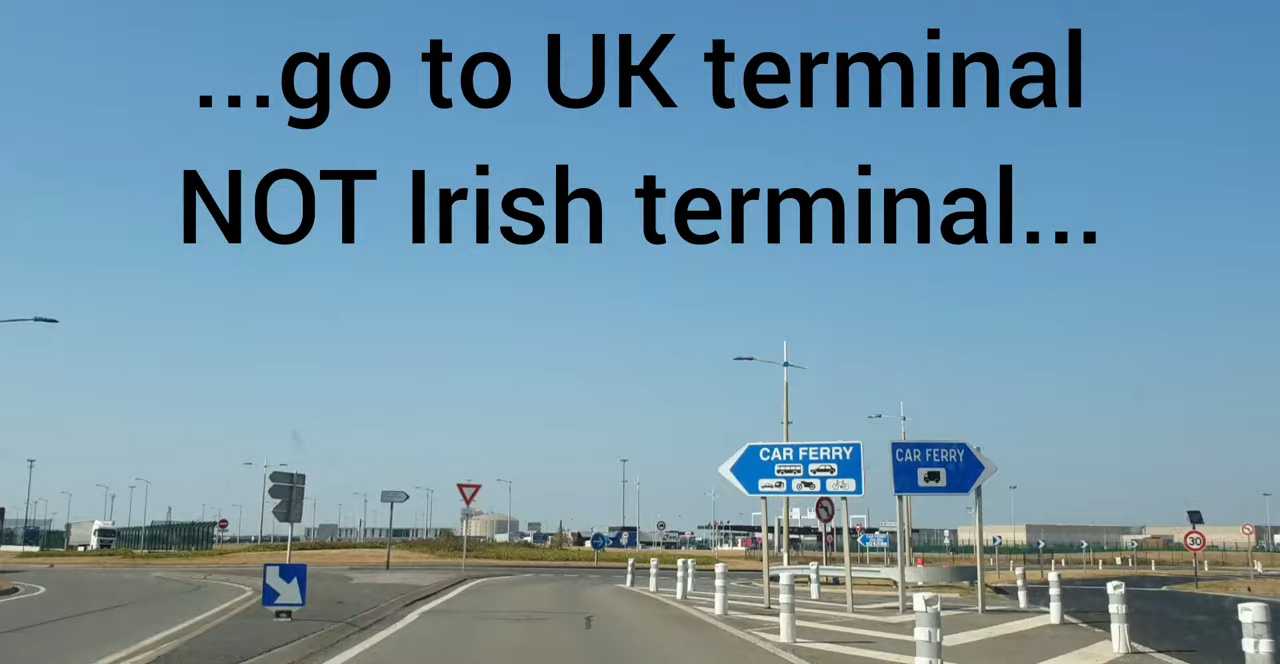 ...go to UK terminal
NOT Irish terminal...
CAR FERRY
CAR FERRY
30